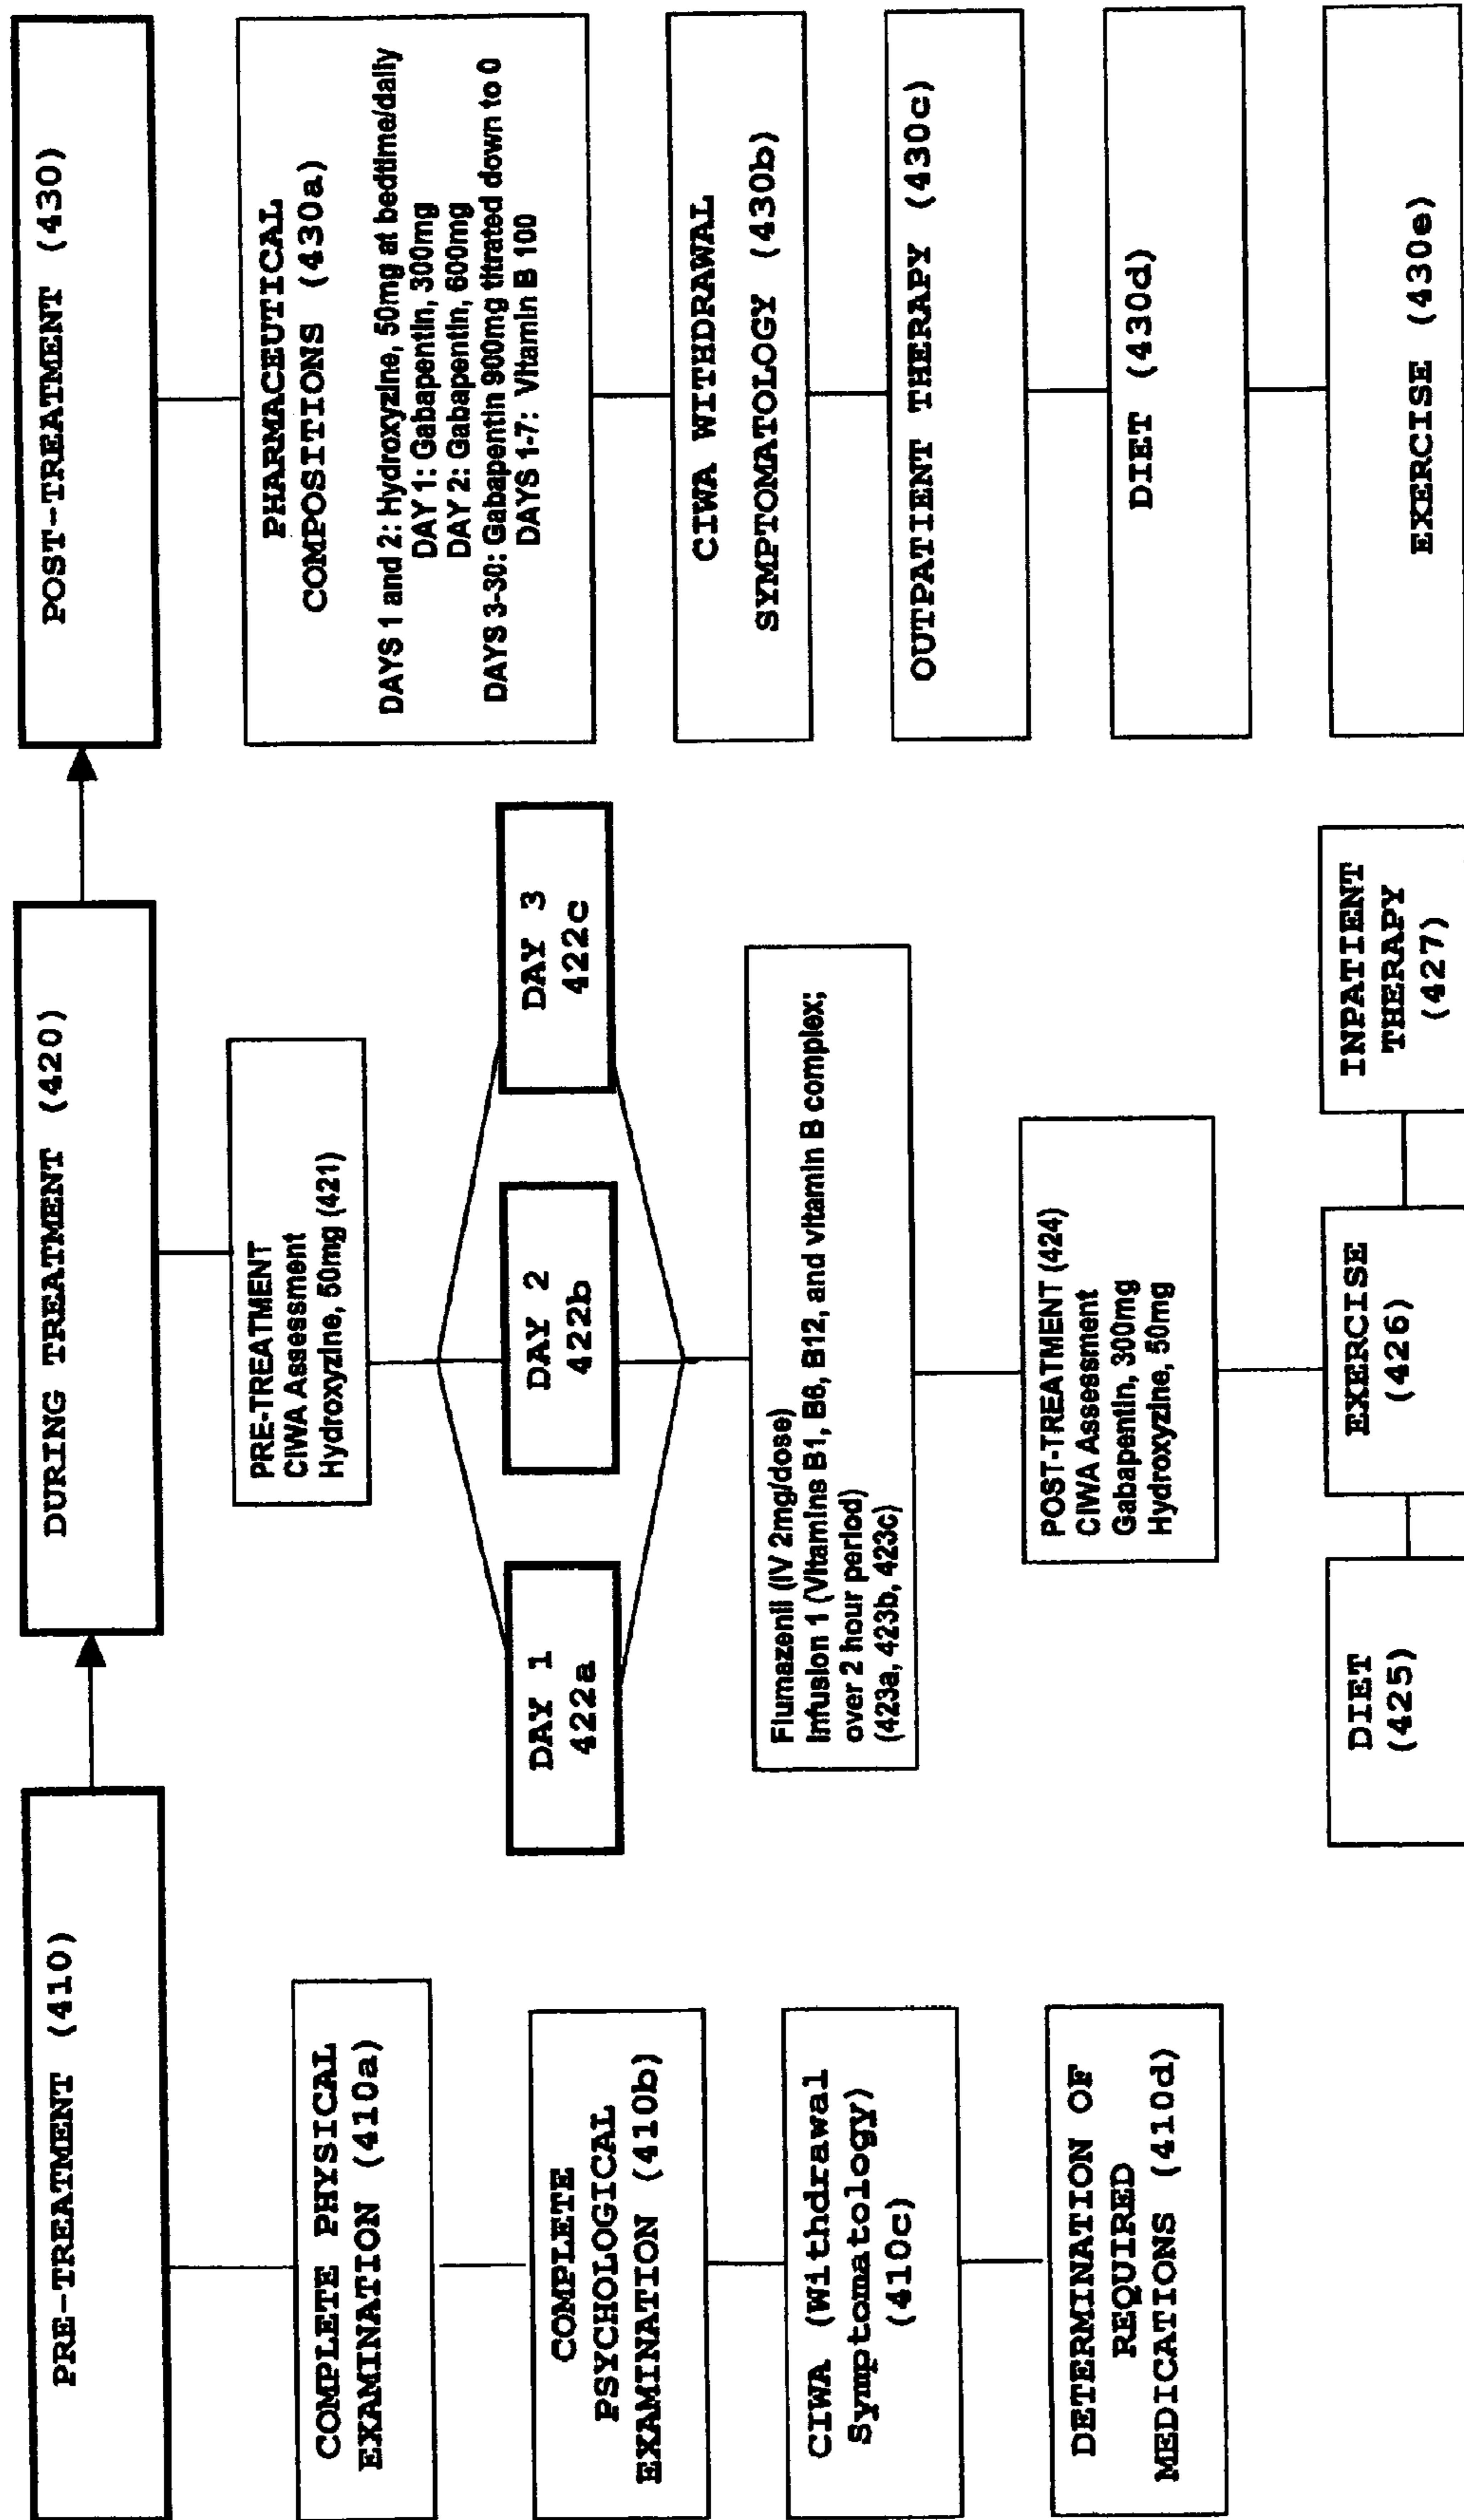 PRE-TREATMENT (410)
COMPLETE PHYSICAL
EXAMINATION (410a)
COMPLETE
PSYCHOLOGICAL
EXAMINATION (410b)
CIWA (Withdrawal
Symptomatology)
(410c)
DETERMINATION OF
REQUIRED
MEDICATIONS (410d)
DURING TREATMENT (420)
PRE-TREATMENT
CIWA Assessment
Hydroxyzine, 50mg (421)
DAY 1
422a
DAY 2
422b
DAY 3
422c
Flumazenil (IV 2mg/dose)
Infusion 1 (Vitamins B1, B6, B12, and vitamin B complex;
over 2 hour period)
(423a, 423b, 423c)
POST-TREATMENT (424)
CIWA Assessment
Gabapentin, 300mg
Hydroxyzine, 50mg
DIET
(425)
EXERCISE
(426)
INPATIENT
THERAPY
(427)
POST-TREATMENT (430)
PHARMACEUTICAL
COMPOSITIONS (430a)
DAYS 1 and 2: Hydroxyzine, 50mg at bedtime/daily
DAY 1: Gabapentin, 300mg
DAY 2: Gabapentin, 600mg
DAYS 3-30: Gabapentin 900mg titrated down to 0
DAYS 1-7: Vitamin B 100
CIWA WITHDRAWAL
SYMPTOMATOLOGY (430b)
OUTPATIENT THERAPY (430c)
DIET (430d)
EXERCISE (430e)